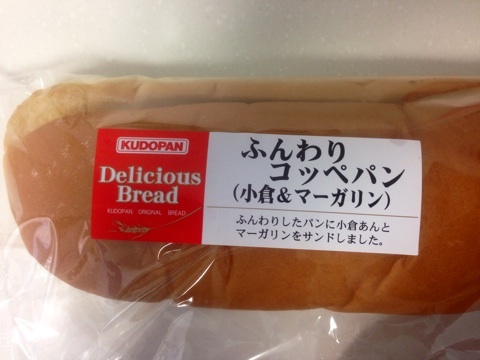 KUDOPAN
Delicious
Bread
KUDOPAN ORIGINAL BREAD
ふんわり
コッペパン
(小倉&マーガリン)
ふんわりしたパンに小倉あんと
マーガリンをサンドしました。